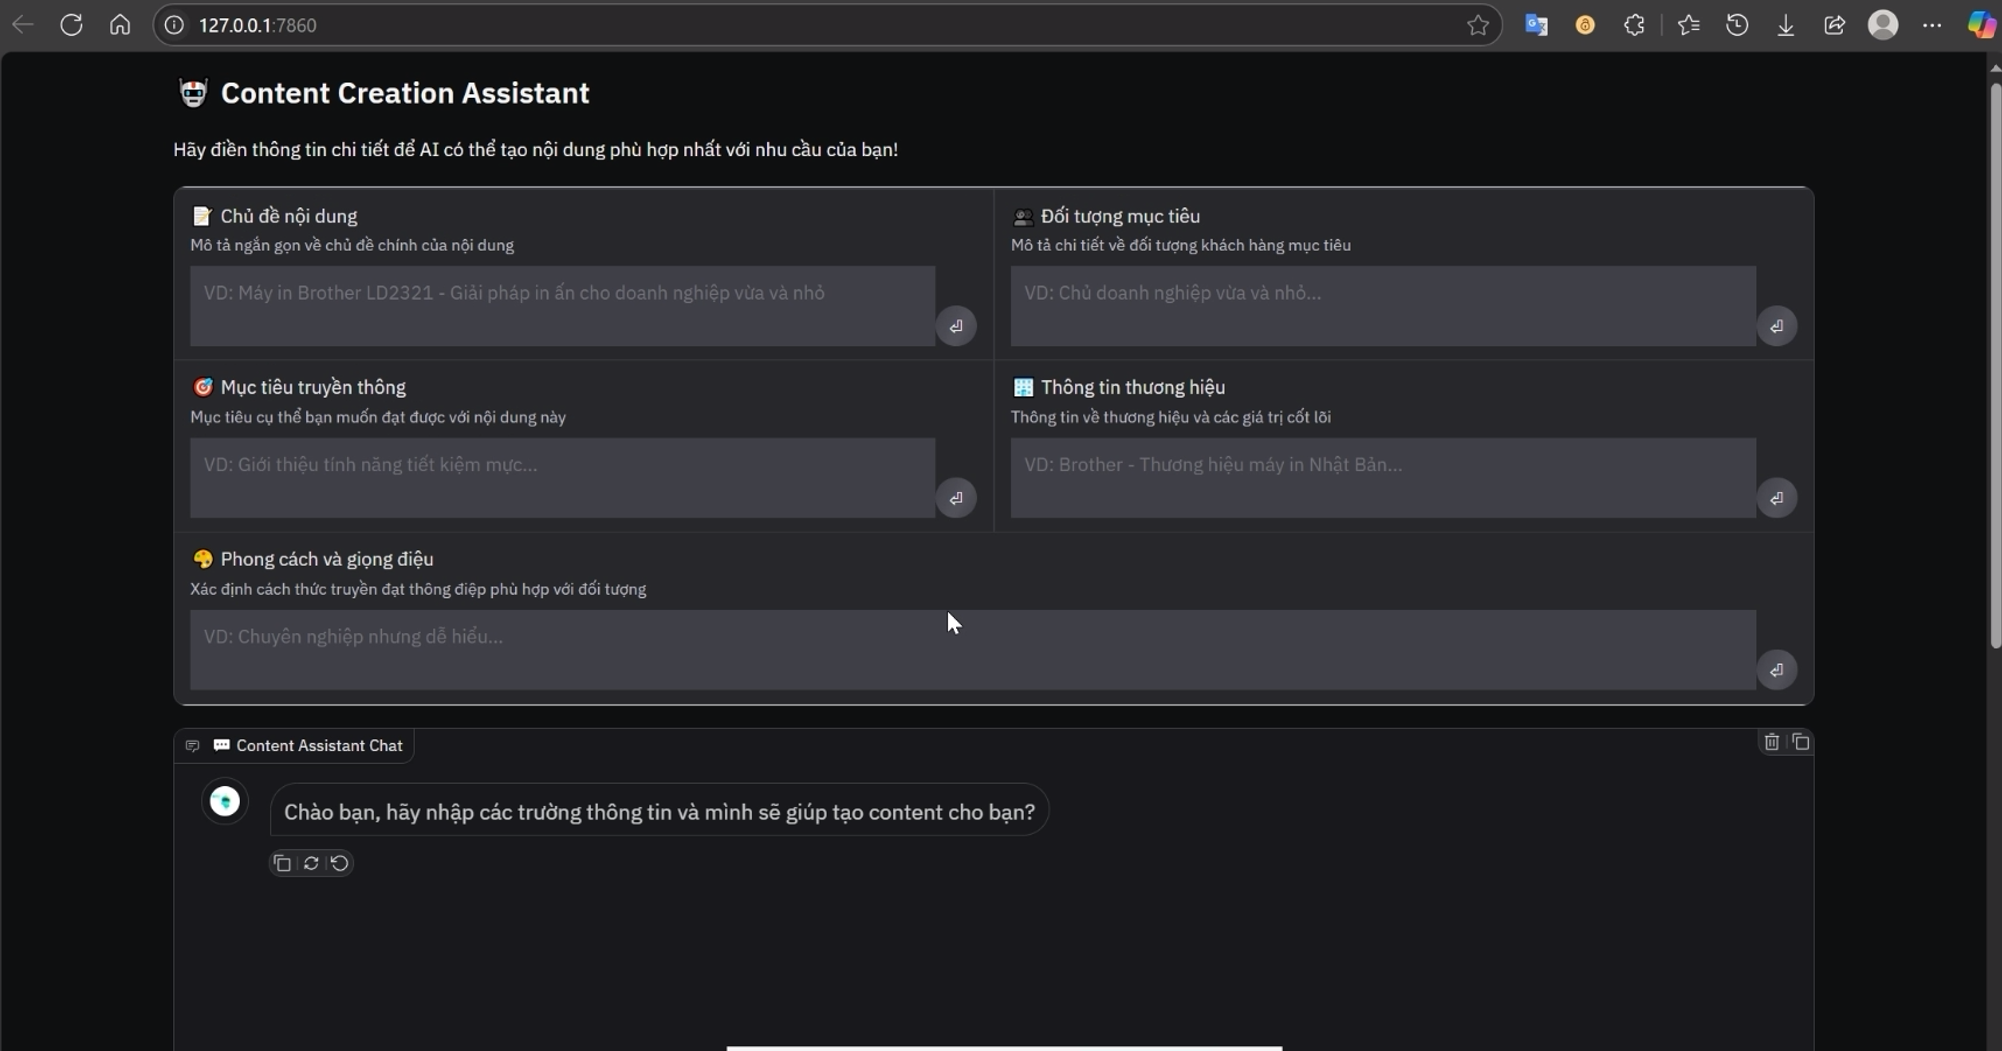 127.0.0.1:7860
Content Creation Assistant
Hãy điền thông tin chi tiết để AI có thể tạo nội dung phù hợp nhất với nhu cầu của bạn!
Chủ đề nội dung
Mô tả ngắn gọn về chủ đề chính của nội dung
VD: Máy in Brother LD2321 - Giải pháp in ấn cho doanh nghiệp vừa và nhỏ
Đối tượng mục tiêu
Mô tả chi tiết về đối tượng khách hàng mục tiêu
VD: Chủ doanh nghiệp vừa và nhỏ...
Mục tiêu truyền thông
Mục tiêu cụ thể bạn muốn đạt được với nội dung này
VD: Giới thiệu tính năng tiết kiệm mực...
Thông tin thương hiệu
Thông tin về thương hiệu và các giá trị cốt lõi
VD: Brother - Thương hiệu máy in Nhật Bản...
Phong cách và giọng điệu
Xác định cách thức truyền đạt thông điệp phù hợp với đối tượng
VD: Chuyên nghiệp nhưng dễ hiểu...
Content Assistant Chat
Chào bạn, hãy nhập các trường thông tin và mình sẽ giúp tạo content cho bạn?